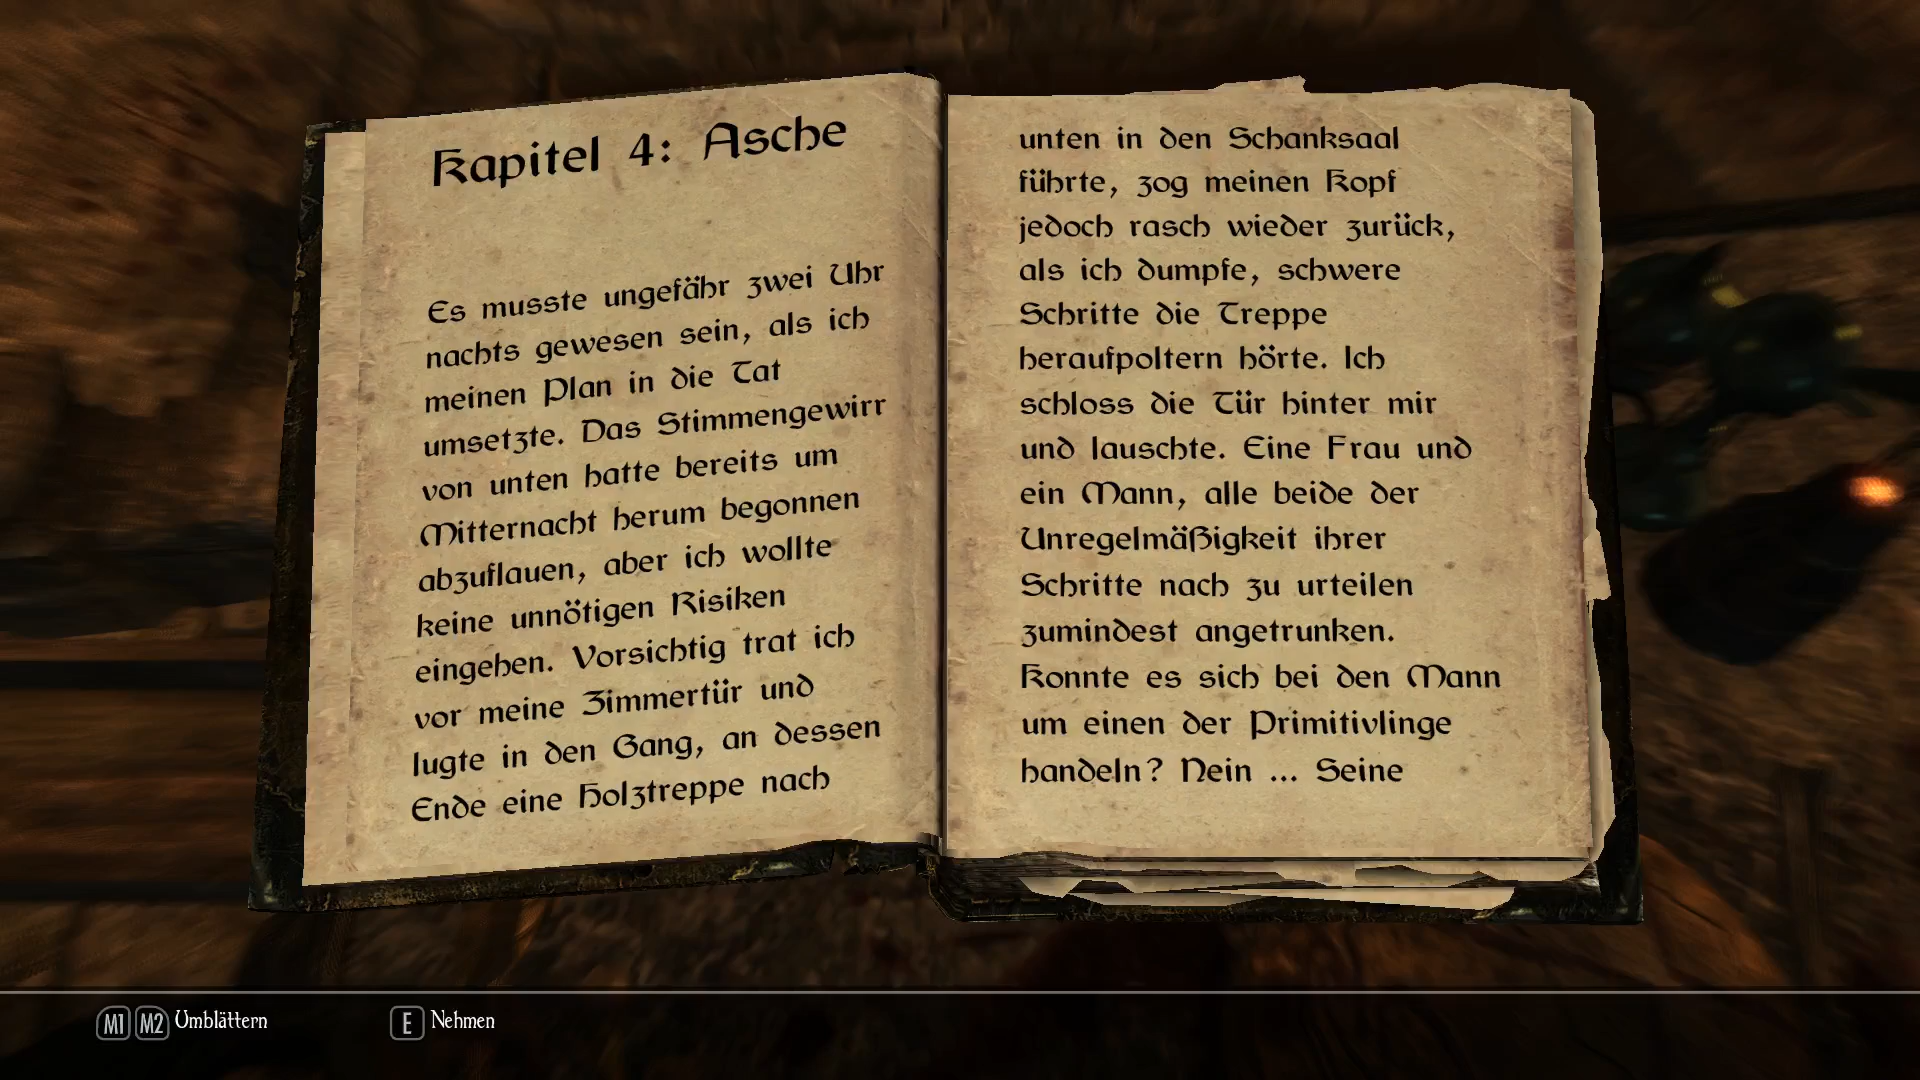 Kapitel 4: Asche
Es musste ungefähr zwei Uhr
nachts gewesen sein, als ich
meinen Plan in die Tat
umsetzte. Das Stimmengewirr
von unten hatte bereits um
Mitternacht herum begonnen
abzuflauen, aber ich wollte
keine unnötigen Risiken
eingehen. Vorsichtig trat ich
vor meine Zimmertür und
lugte in den Gang, an dessen
Ende eine Holztreppe nach
unten in den Schanksaal
führte, zog meinen Kopf
jedoch rasch wieder zurück,
als ich dumpfe, schwere
Schritte die Treppe
heraufpoltern hörte. Ich
schloss die Tür hinter mir
und lauschte. Eine Frau und
ein Mann, alle beide der
Unregelmäßigkeit ihrer
Schritte nach zu urteilen
zumindest angetrunken.
Konnte es sich bei den Mann
um einen der Primitivlinge
handeln? Nein ... Seine
M1 M2 Umblättern
E Nehmen